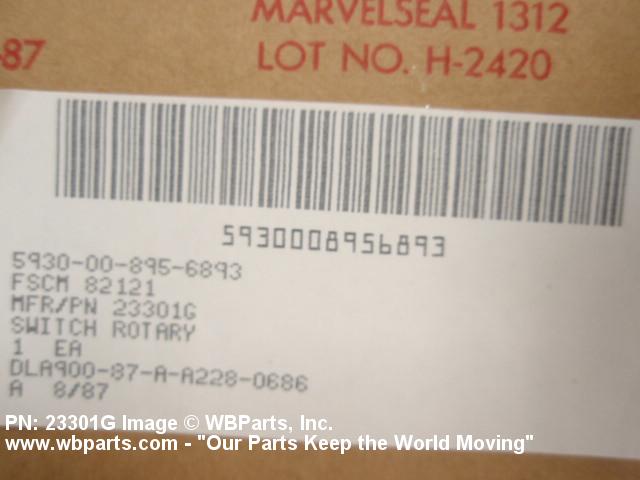 MARVELSEAL 1312
-87
LOT NO. H-2420
5930008956893
5930-00-895-6893
FSCM 82121
MFR/PN 23301G
SWITCH ROTARY
1 EA
DLA900-87-A-A228-0686
A 8/87
PN: 23301G Image © WBParts, Inc.
www.wbparts.com - "Our Parts Keep the World Moving"